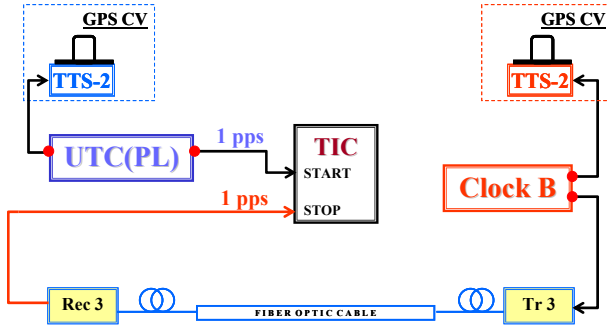 GPS CV
GPS CV
TTS-2
TTS-2
1 pps
TIC
UTC(PL)
START
Clock B
1 pps
STOP
Rec 3
FIBER OPTIC CABLE
Tr 3